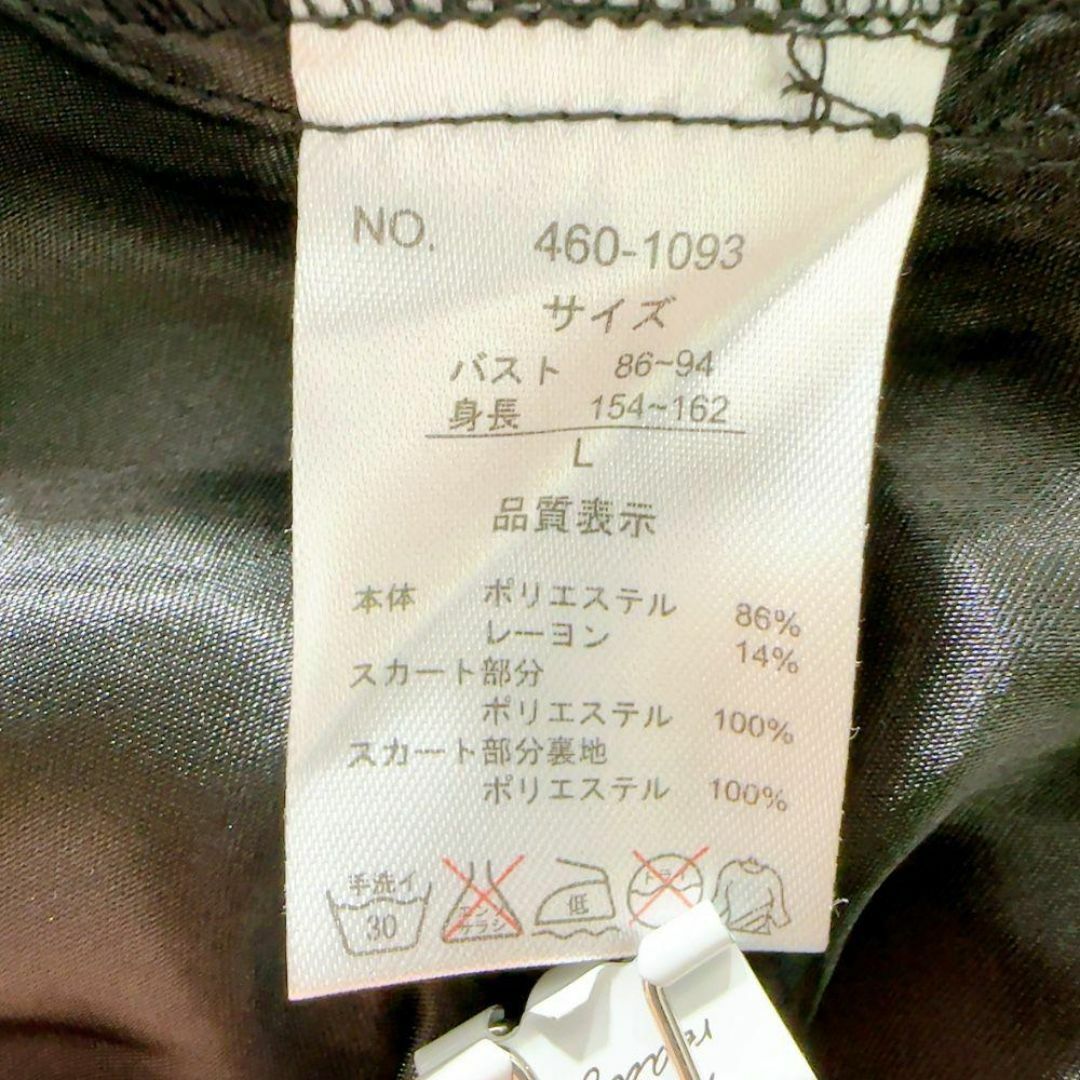 NO. 460-1093
サイズ
バスト 86~94
身長 154~162
L
品質表示
本体 ポリエステル 86%
レーヨン 14%
スカート部分
ポリエステル 100%
スカート部分裏地
ポリエステル 100%
手洗イ 30
エンソサラシ
低
ドライ